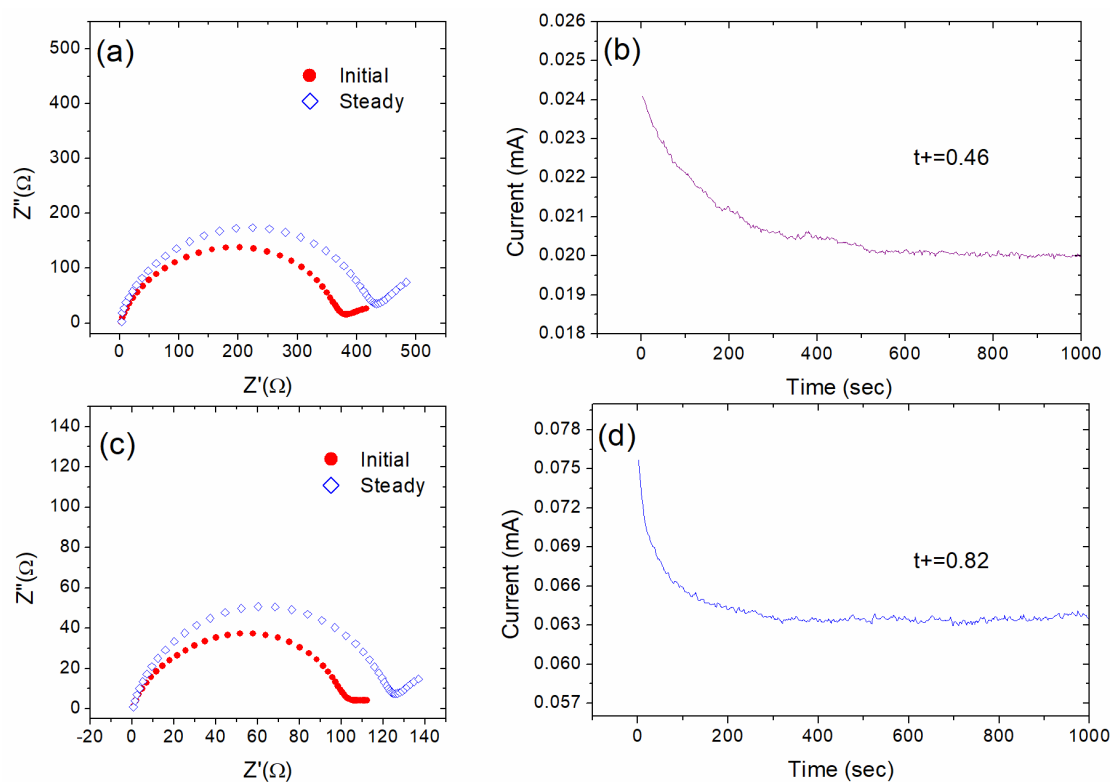 (a)
Initial
Steady
Z''(Ω)
500
400
300
200
100
0
0 100 200 300 400 500
Z'(Ω)
(b)
t+=0.46
Current (mA)
0.026
0.025
0.024
0.022
0.021
0.020
0.019
0.018
0 200 400 600 800 1000
Time (sec)
(c)
Initial
Steady
Z''(Ω)
140
120
100
80
60
40
20
0
-20 0 20 40 60 80 100 120 140
Z'(Ω)
(d)
t+=0.82
Current (mA)
0.078
0.075
0.072
0.069
0.066
0.063
0.060
0.057
0 200 400 600 800 1000
Time (sec)